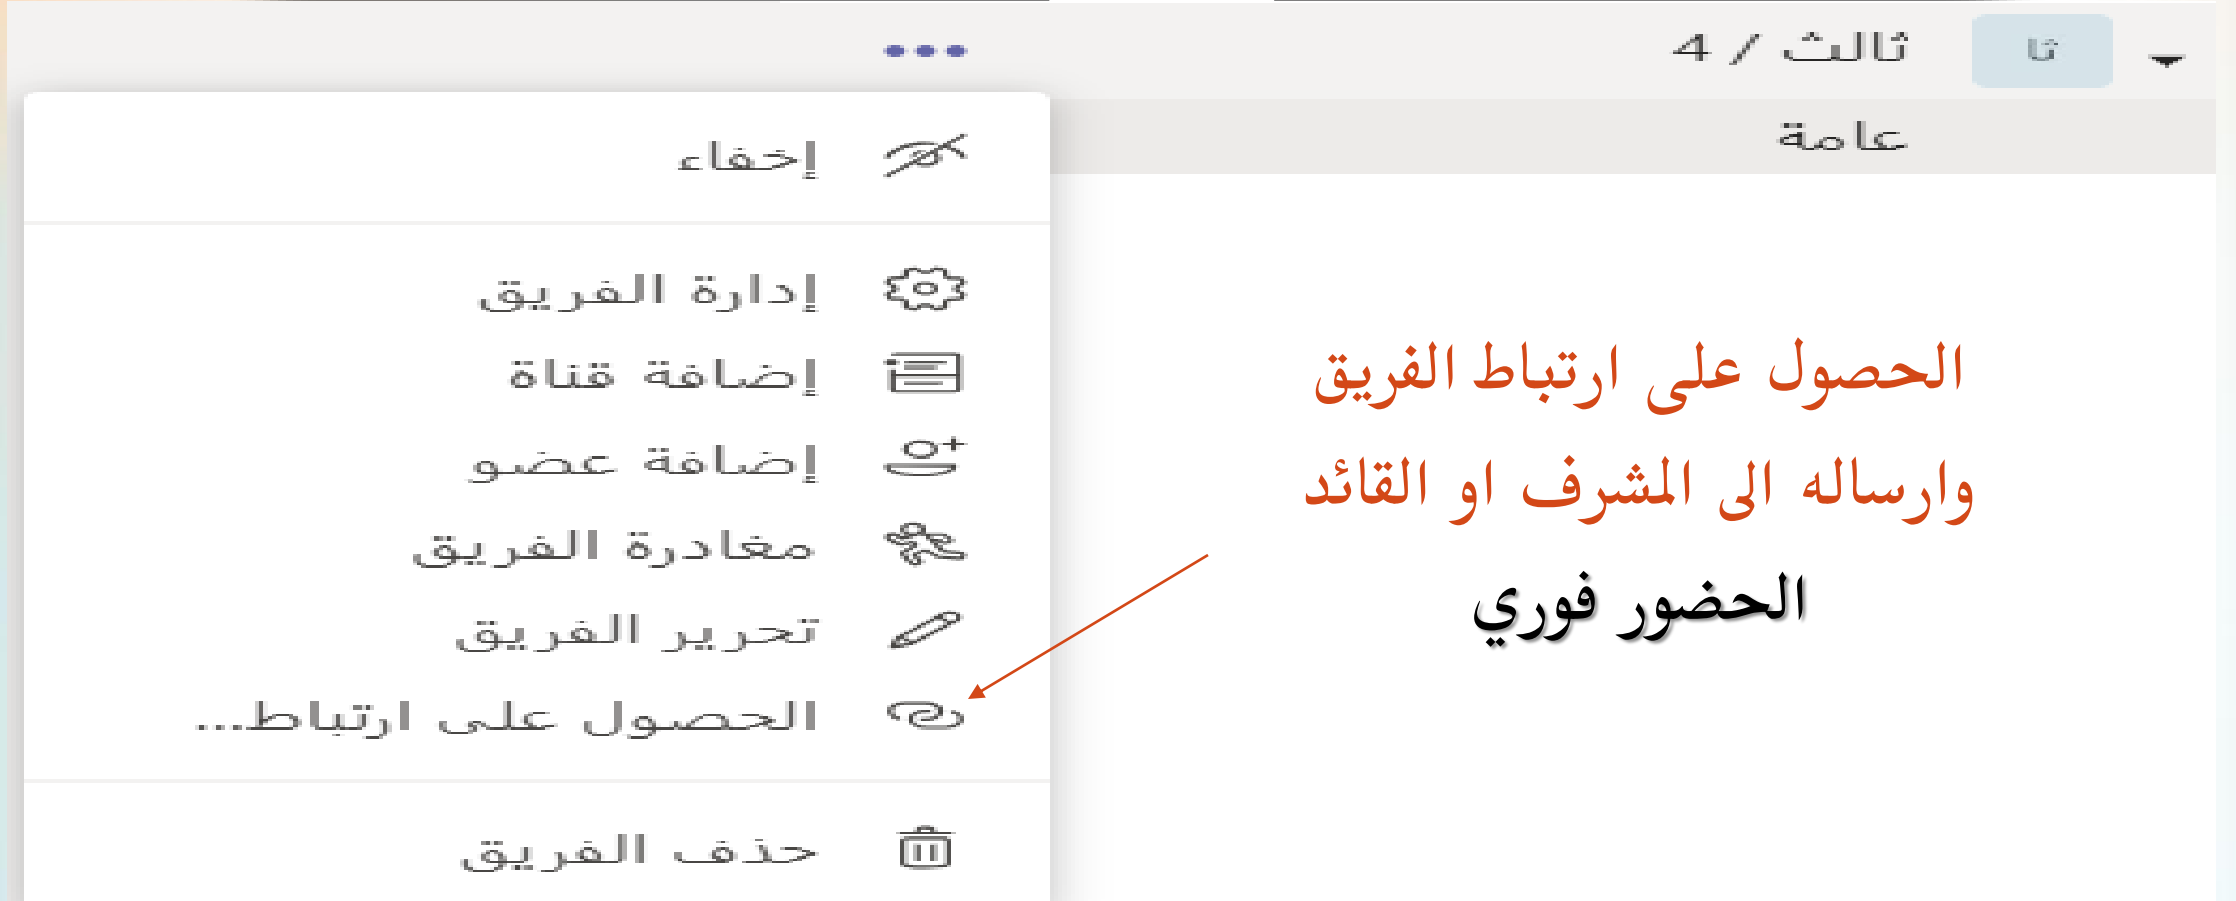 ثا ثالث / 4
عامة
إخفاء
إدارة الفريق
إضافة قناة
إضافة عضو
مغادرة الفريق
تحرير الفريق
الحصول على ارتباط...
حذف الفريق
الحصول على ارتباط الفريق
وارساله الى المشرف او القائد
الحضور فوري